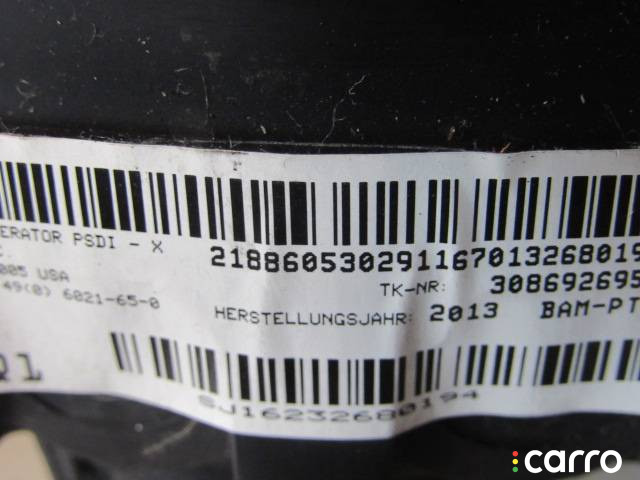 ERATOR PSDI - X
21886053029116701326801
C.
005 USA
TK-NR: 308692695
49(0) 6021-65-0
HERSTELLUNGSJAHR: 2013 BAM-PT
Q1
SJ16232680194
carro